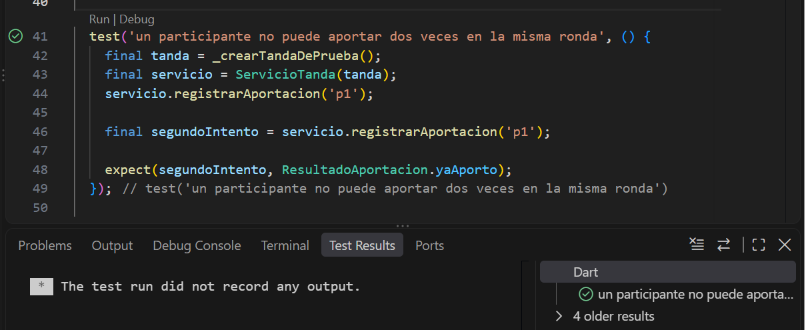 40
Run | Debug
41 test('un participante no puede aportar dos veces en la misma ronda', () {
42 final tanda = _crearTandaDePrueba();
43 final servicio = ServicioTanda(tanda);
44 servicio.registrarAportacion('p1');
45
46 final segundoIntento = servicio.registrarAportacion('p1');
47
48 expect(segundoIntento, ResultadoAportacion.yaAporto);
49 }); // test('un participante no puede aportar dos veces en la misma ronda')
50
Problems Output Debug Console Terminal Test Results Ports
* The test run did not record any output.
Dart
un participante no puede aporta...
4 older results